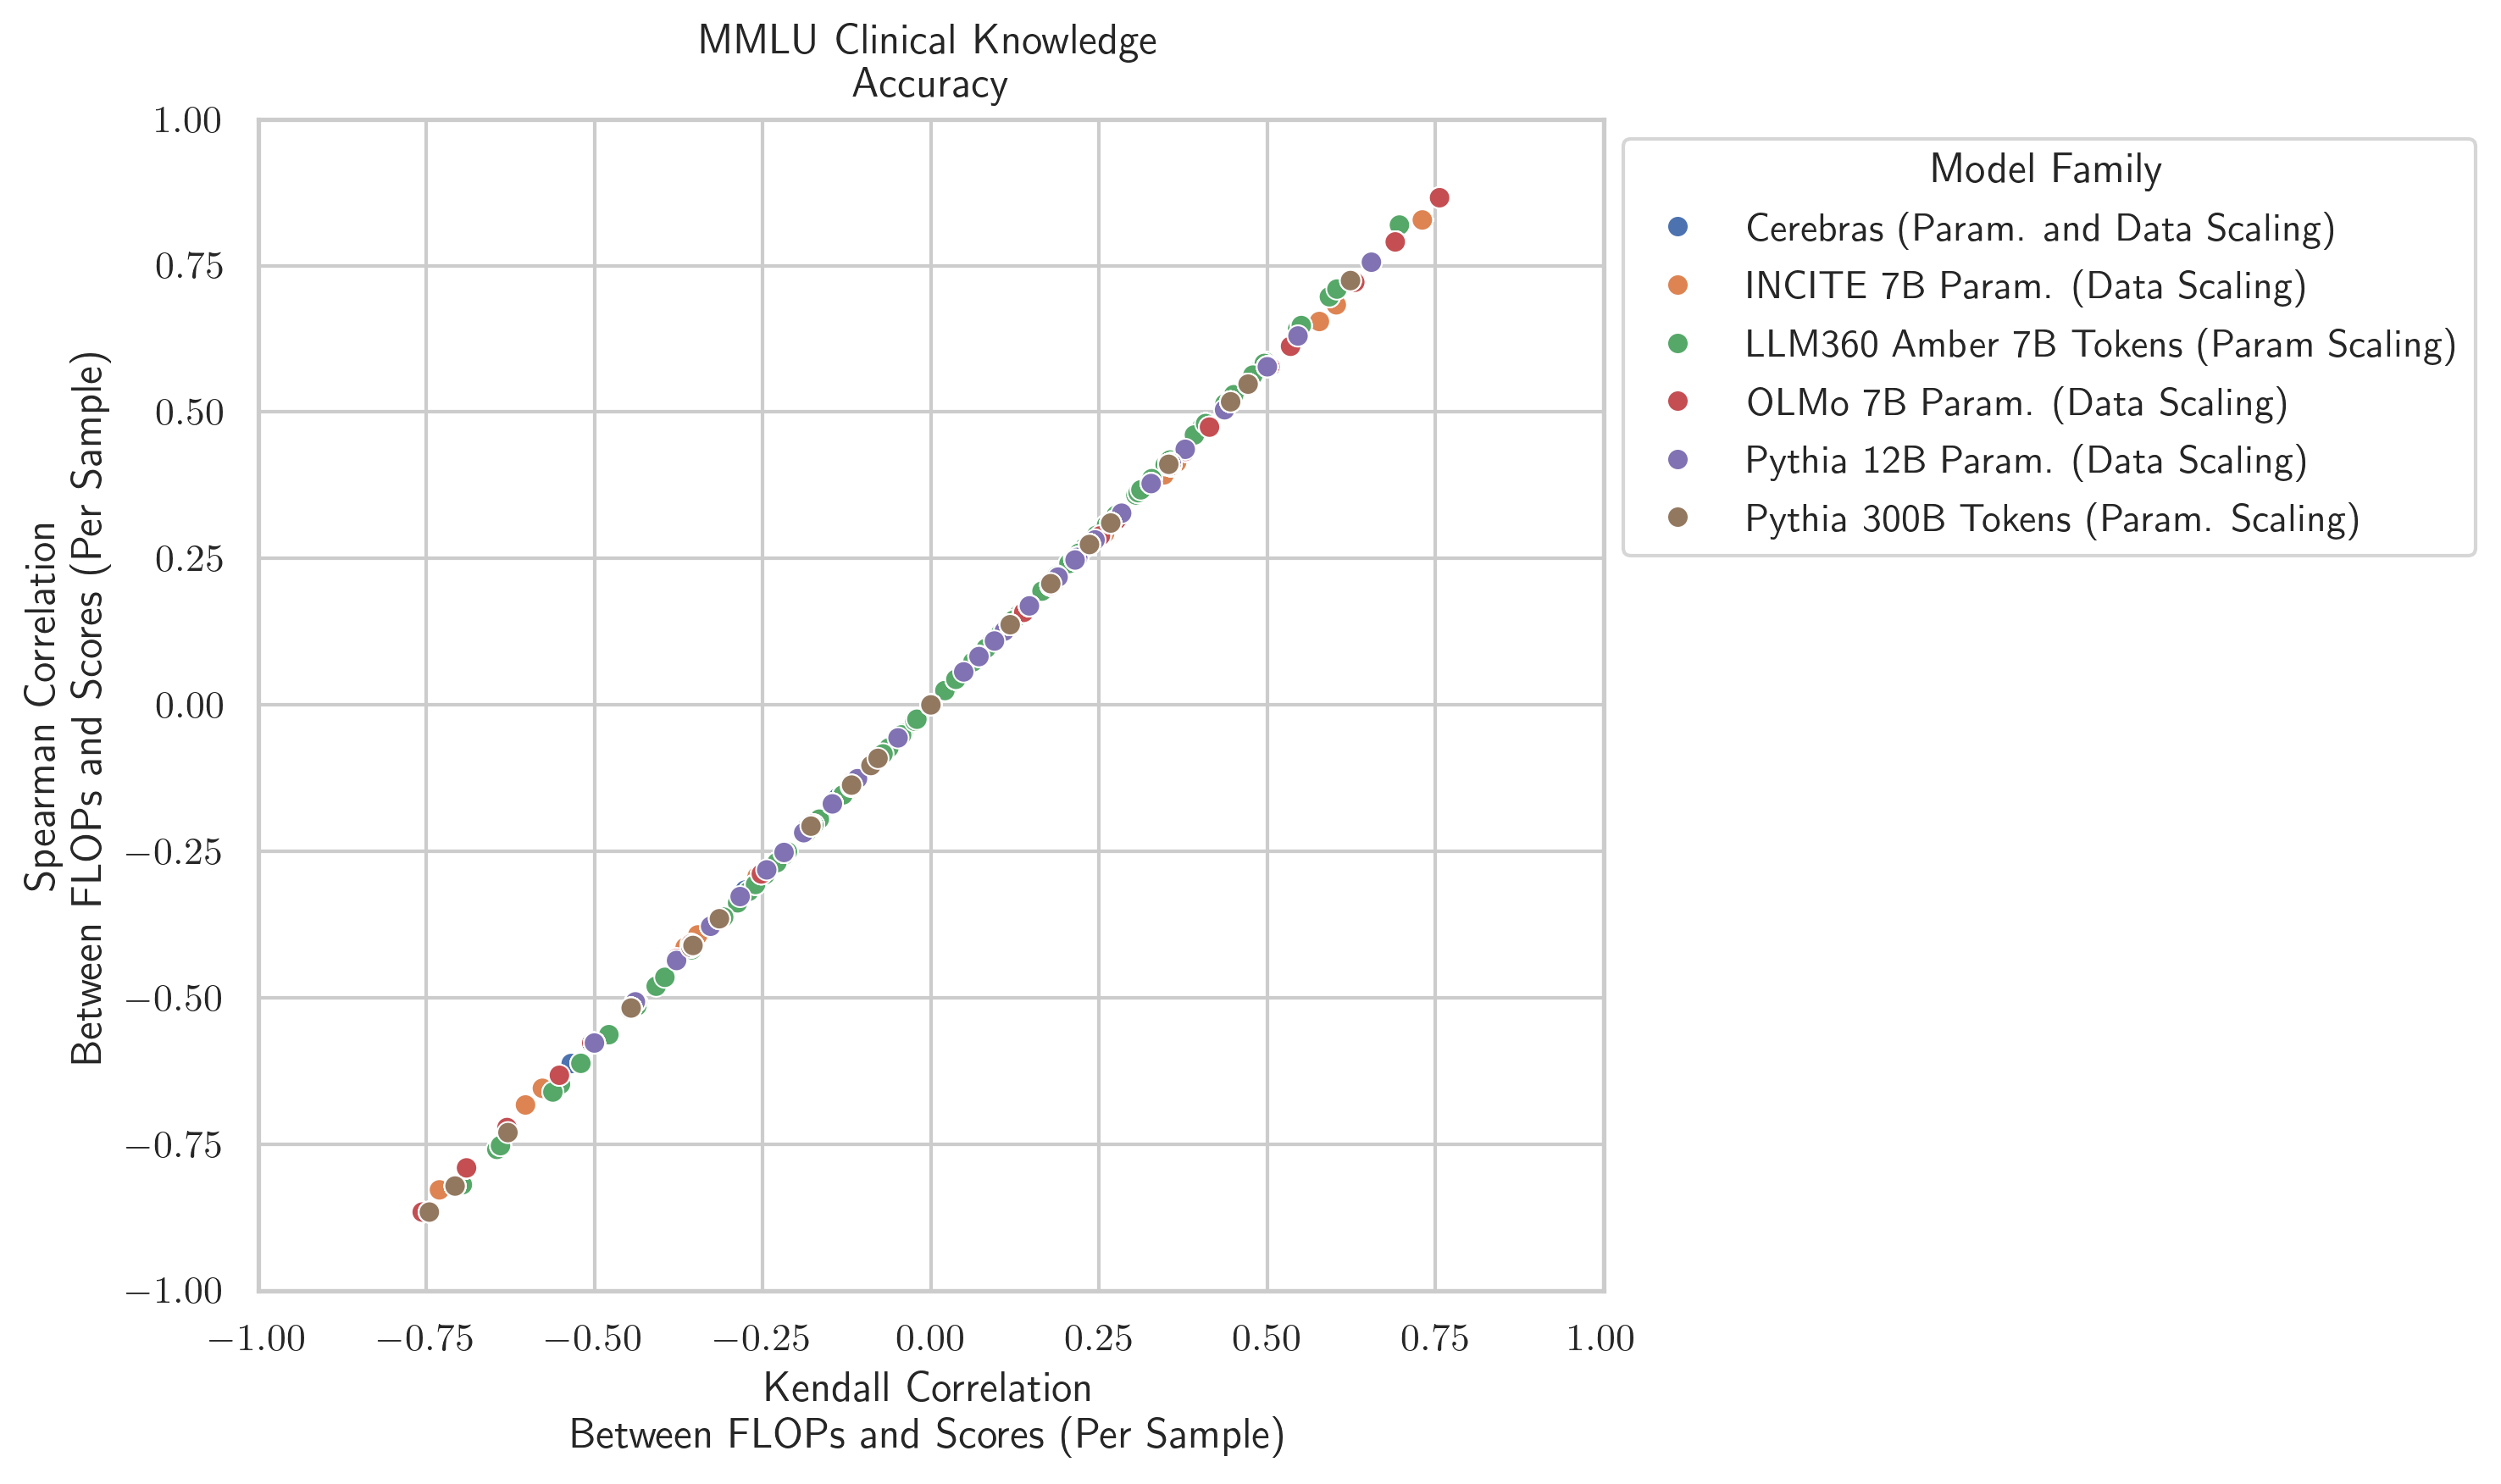 MMLU Clinical Knowledge
Accuracy
1.00
0.75
0.50
0.25
0.00
−0.25
−0.50
−0.75
−1.00
Spearman Correlation
Between FLOPs and Scores (Per Sample)
−1.00 −0.75 −0.50 −0.25 0.00 0.25 0.50 0.75 1.00
Kendall Correlation
Between FLOPs and Scores (Per Sample)
Model Family
Cerebras (Param. and Data Scaling)
INCITE 7B Param. (Data Scaling)
LLM360 Amber 7B Tokens (Param Scaling)
OLMo 7B Param. (Data Scaling)
Pythia 12B Param. (Data Scaling)
Pythia 300B Tokens (Param. Scaling)